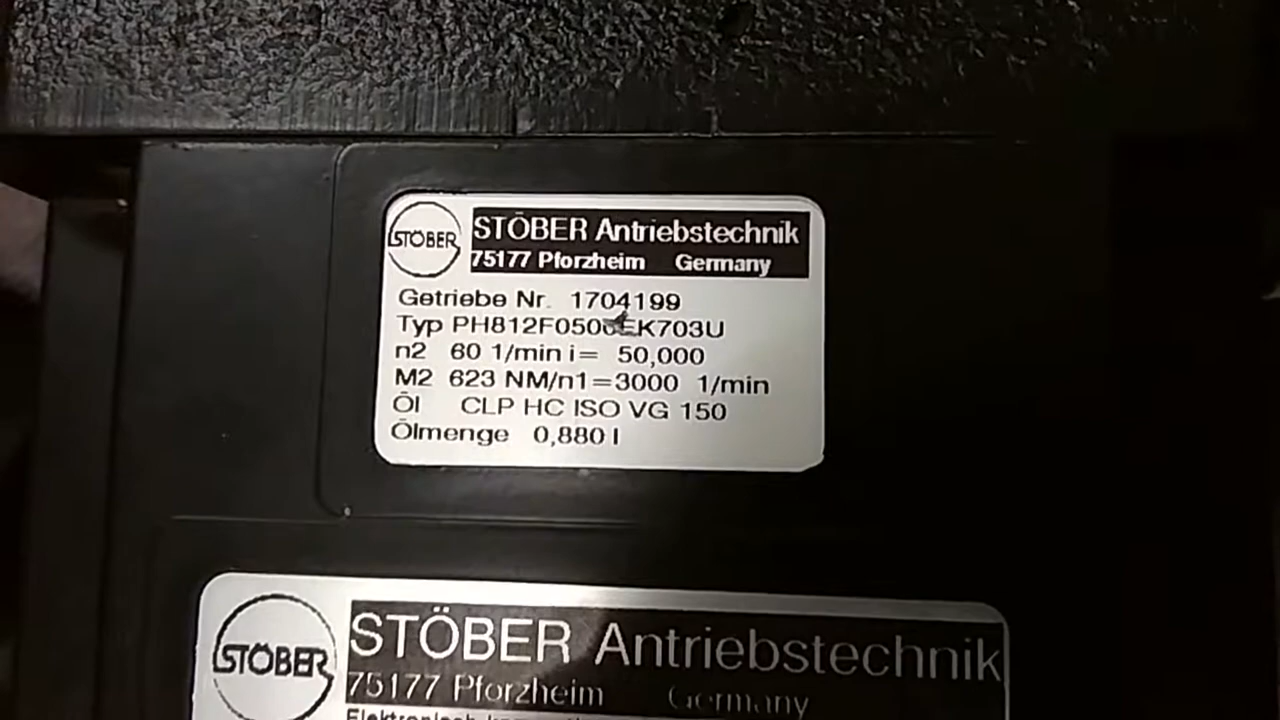 STÖBER
STÖBER Antriebstechnik
75177 Pforzheim Germany
Getriebe Nr. 1704199
Typ PH812F0500EK703U
n2 60 1/min i= 50,000
M2 623 NM/n1=3000 1/min
Öl CLP HC ISO VG 150
Ölmenge 0,880 l
STÖBER
STÖBER Antriebstechnik
75177 Pforzheim Germany